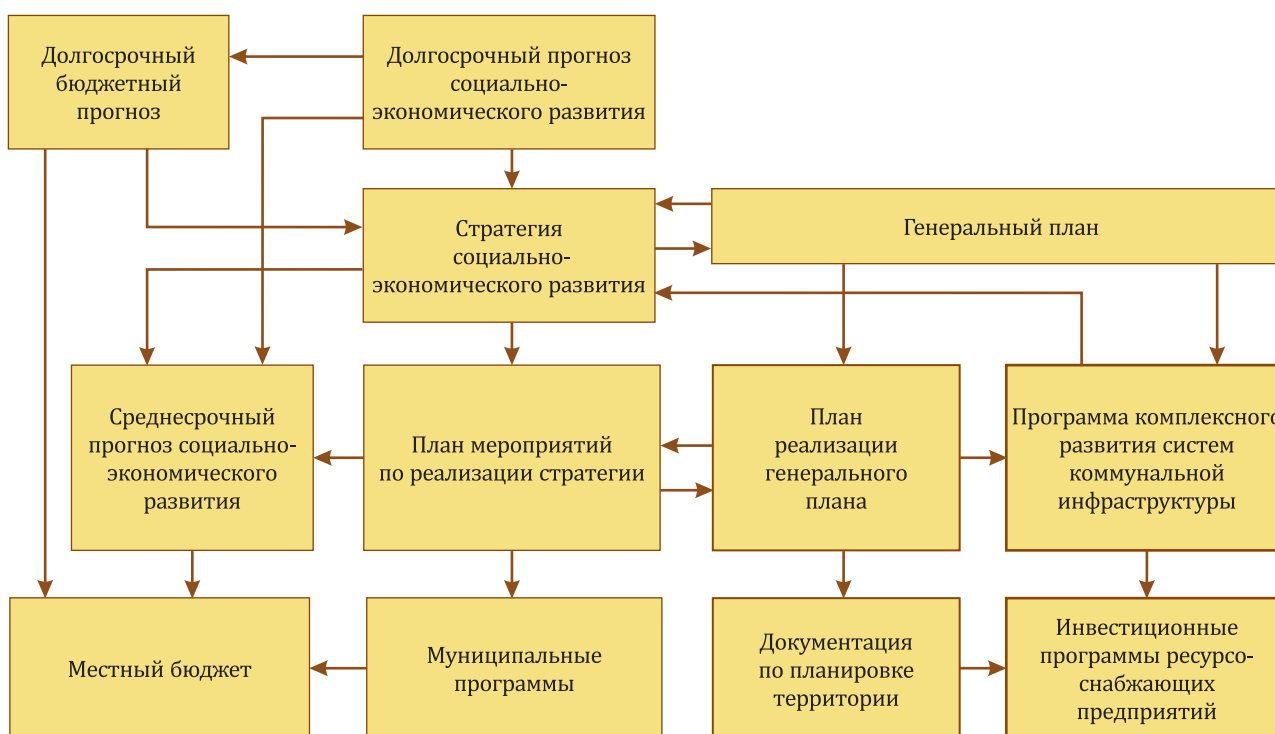 Долгосрочный
бюджетный
прогноз
Долгосрочный прогноз
социально-
экономического развития
Стратегия
социально-
экономического развития
Генеральный план
Среднесрочный
прогноз социально-
экономического
развития
План мероприятий
по реализации стратегии
План
реализации
генерального
плана
Программа комплексного
развития систем
коммунальной
инфраструктуры
Местный бюджет
Муниципальные
программы
Документация
по планировке
территории
Инвестиционные
программы ресурсо-
снабжающих
предприятий